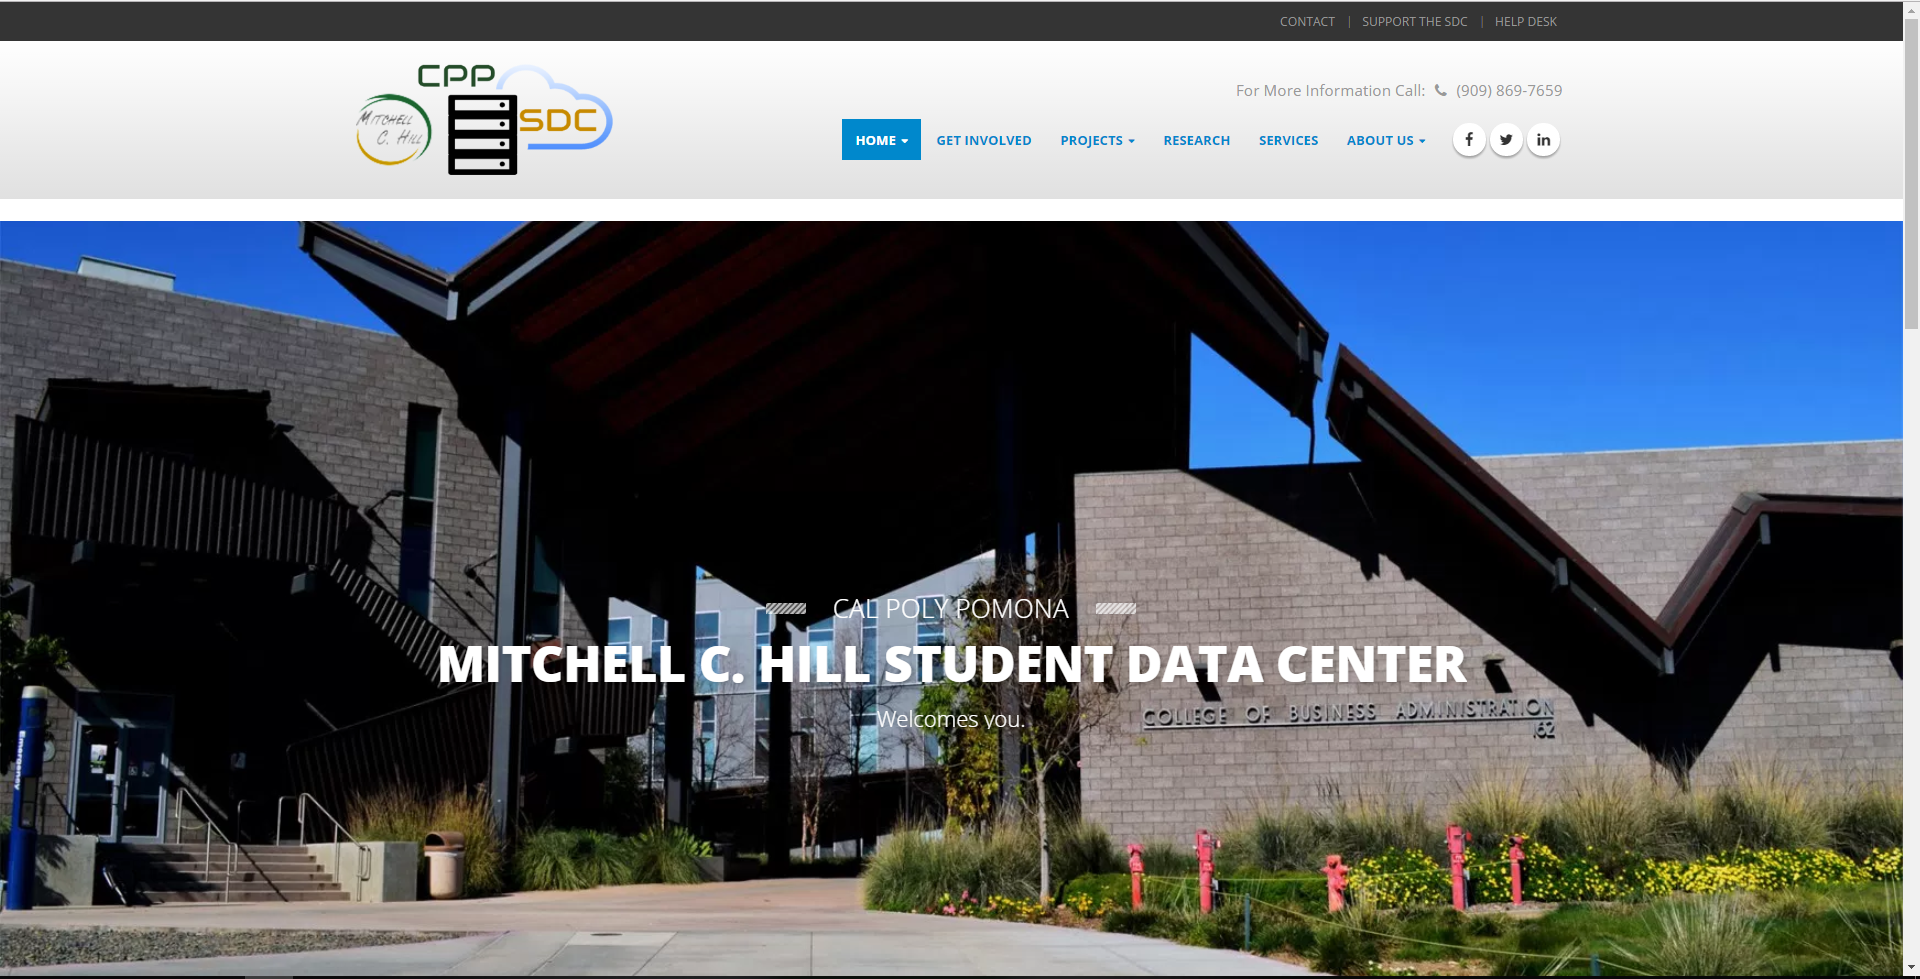 CONTACT | SUPPORT THE SDC | HELP DESK
CPP
MITCHELL
C. HILL
SDC
For More Information Call: (909) 869-7659
HOME GET INVOLVED PROJECTS RESEARCH SERVICES ABOUT US
CAL POLY POMONA
MITCHELL C. HILL STUDENT DATA CENTER
Welcomes you.
COLLEGE OF BUSINESS ADMINISTRATION
162
Emergency